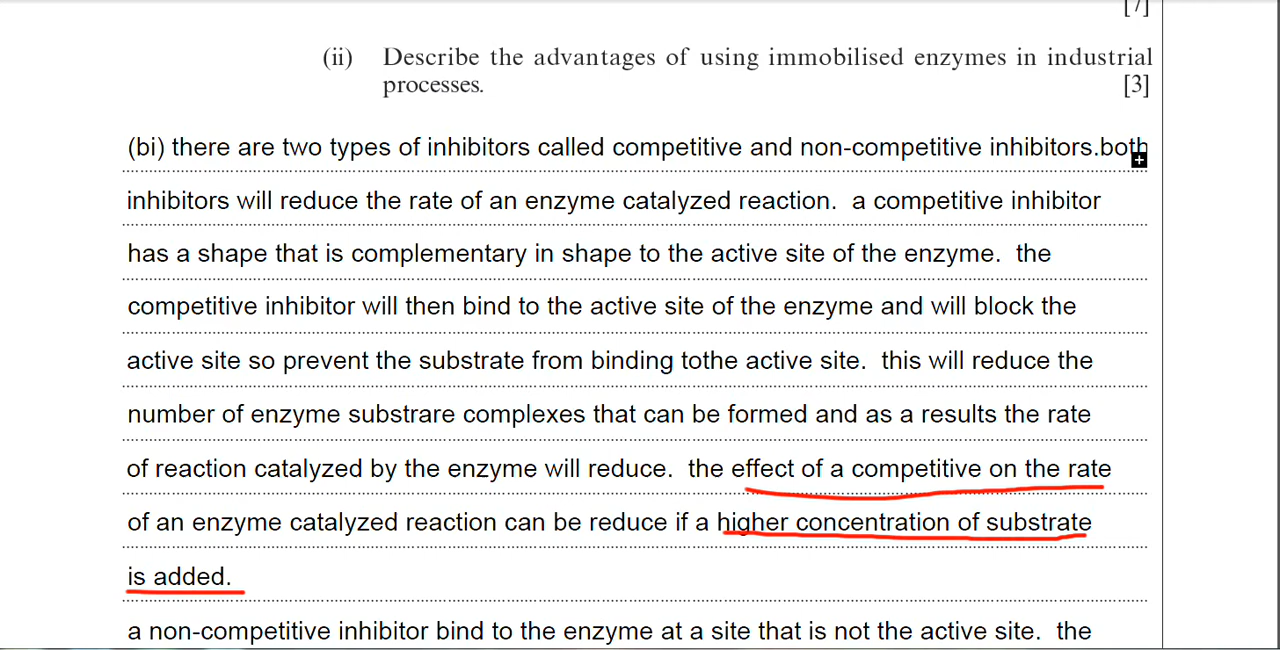 [7]
(ii) Describe the advantages of using immobilised enzymes in industrial
processes. [3]
(bi) there are two types of inhibitors called competitive and non-competitive inhibitors.both
inhibitors will reduce the rate of an enzyme catalyzed reaction. a competitive inhibitor
has a shape that is complementary in shape to the active site of the enzyme. the
competitive inhibitor will then bind to the active site of the enzyme and will block the
active site so prevent the substrate from binding tothe active site. this will reduce the
number of enzyme substrare complexes that can be formed and as a results the rate
of reaction catalyzed by the enzyme will reduce. the effect of a competitive on the rate
of an enzyme catalyzed reaction can be reduce if a higher concentration of substrate
is added.
a non-competitive inhibitor bind to the enzyme at a site that is not the active site. the